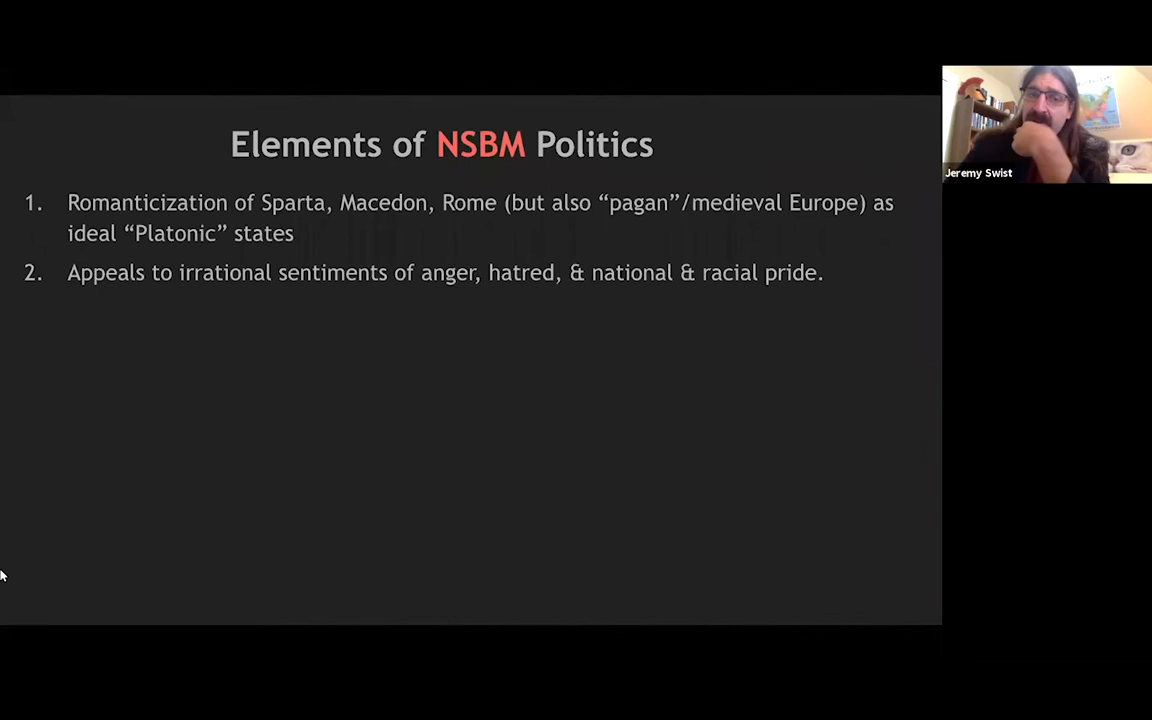 Elements of NSBM Politics
1. Romanticization of Sparta, Macedon, Rome (but also “pagan”/medieval Europe) as
ideal “Platonic” states
2. Appeals to irrational sentiments of anger, hatred, & national & racial pride.
Jeremy Swist